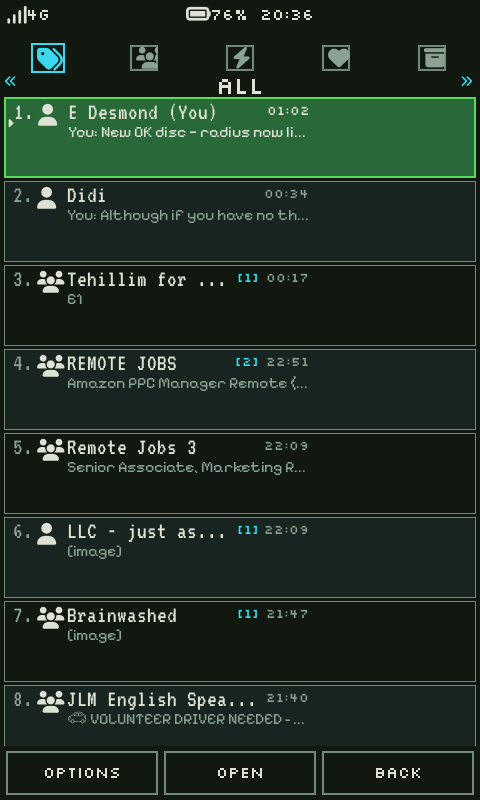 4G 76% 20:36
« »
ALL
1. E Desmond (You) 01:02
You: New OK disc - radius now li...
2. Didi 00:34
You: Although if you have no th...
3. Tehillim for ... [1] 00:17
61
4. REMOTE JOBS [2] 22:51
Amazon PPC Manager Remote (...
5. Remote Jobs 3 22:09
Senior Associate, Marketing R...
6. LLC - just as... [1] 22:09
[image]
7. Brainwashed [1] 21:47
[image]
8. JLM English Spea... 21:40
🚗 VOLUNTEER DRIVER NEEDED -...
OPTIONS OPEN BACK